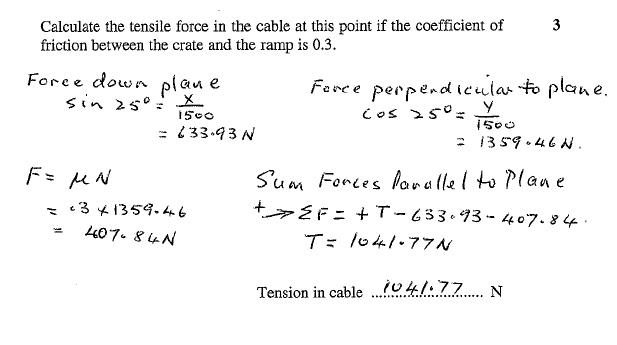 Calculate the tensile force in the cable at this point if the coefficient of 3
friction between the crate and the ramp is 0.3.
Force down plane
sin 25° = x/1500
= 633.93 N
Force perpendicular to plane.
cos 25° = y/1500
= 1359.46 N.
F = μN
= .3 x 1359.46
= 407.84N
Sum Forces Parallel to Plane
+→ ΣF = +T - 633.93 - 407.84.
T = 1041.77N
Tension in cable ...1041.77... N